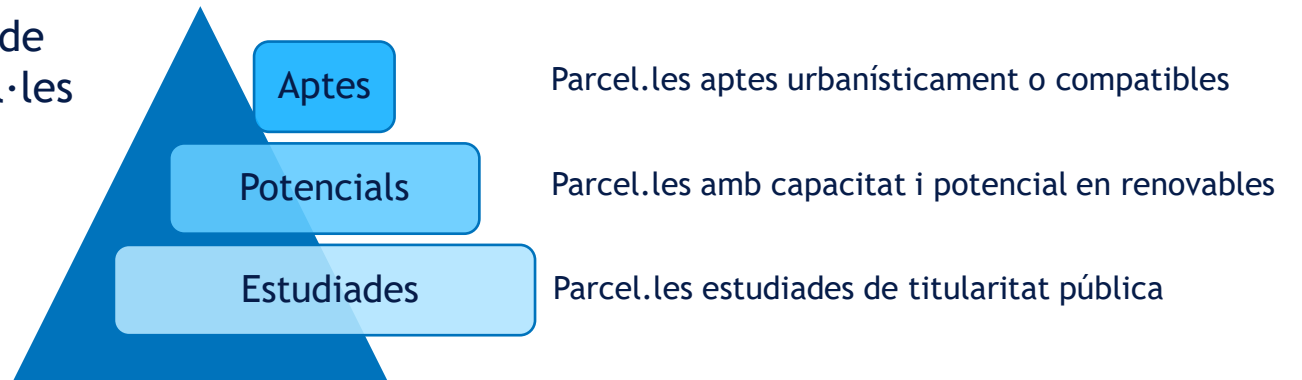 de
·les
Aptes
Parcel.les aptes urbanísticament o compatibles
Potencials
Parcel.les amb capacitat i potencial en renovables
Estudiades
Parcel.les estudiades de titularitat pública